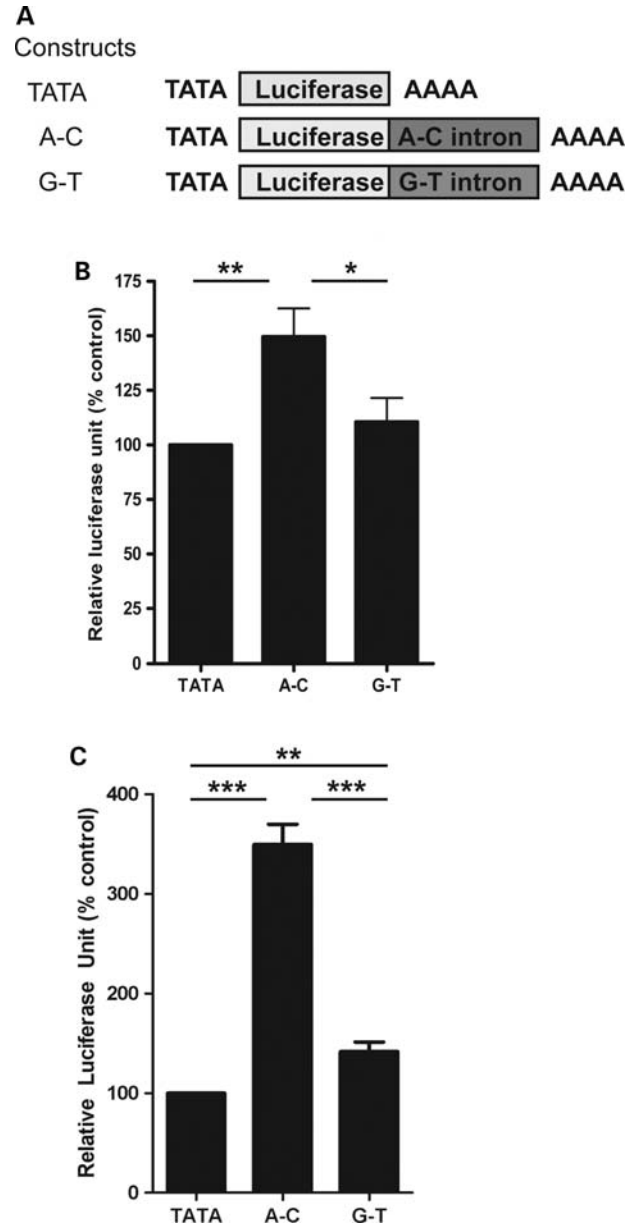 A
Constructs
TATA TATA Luciferase AAAA
A-C TATA Luciferase A-C intron AAAA
G-T TATA Luciferase G-T intron AAAA
B
** *
Relative luciferase unit (% control)
175
150
125
100
75
50
25
0
TATA A-C G-T
C
**
*** ***
Relative Luciferase Unit (% control)
400
300
200
100
0
TATA A-C G-T